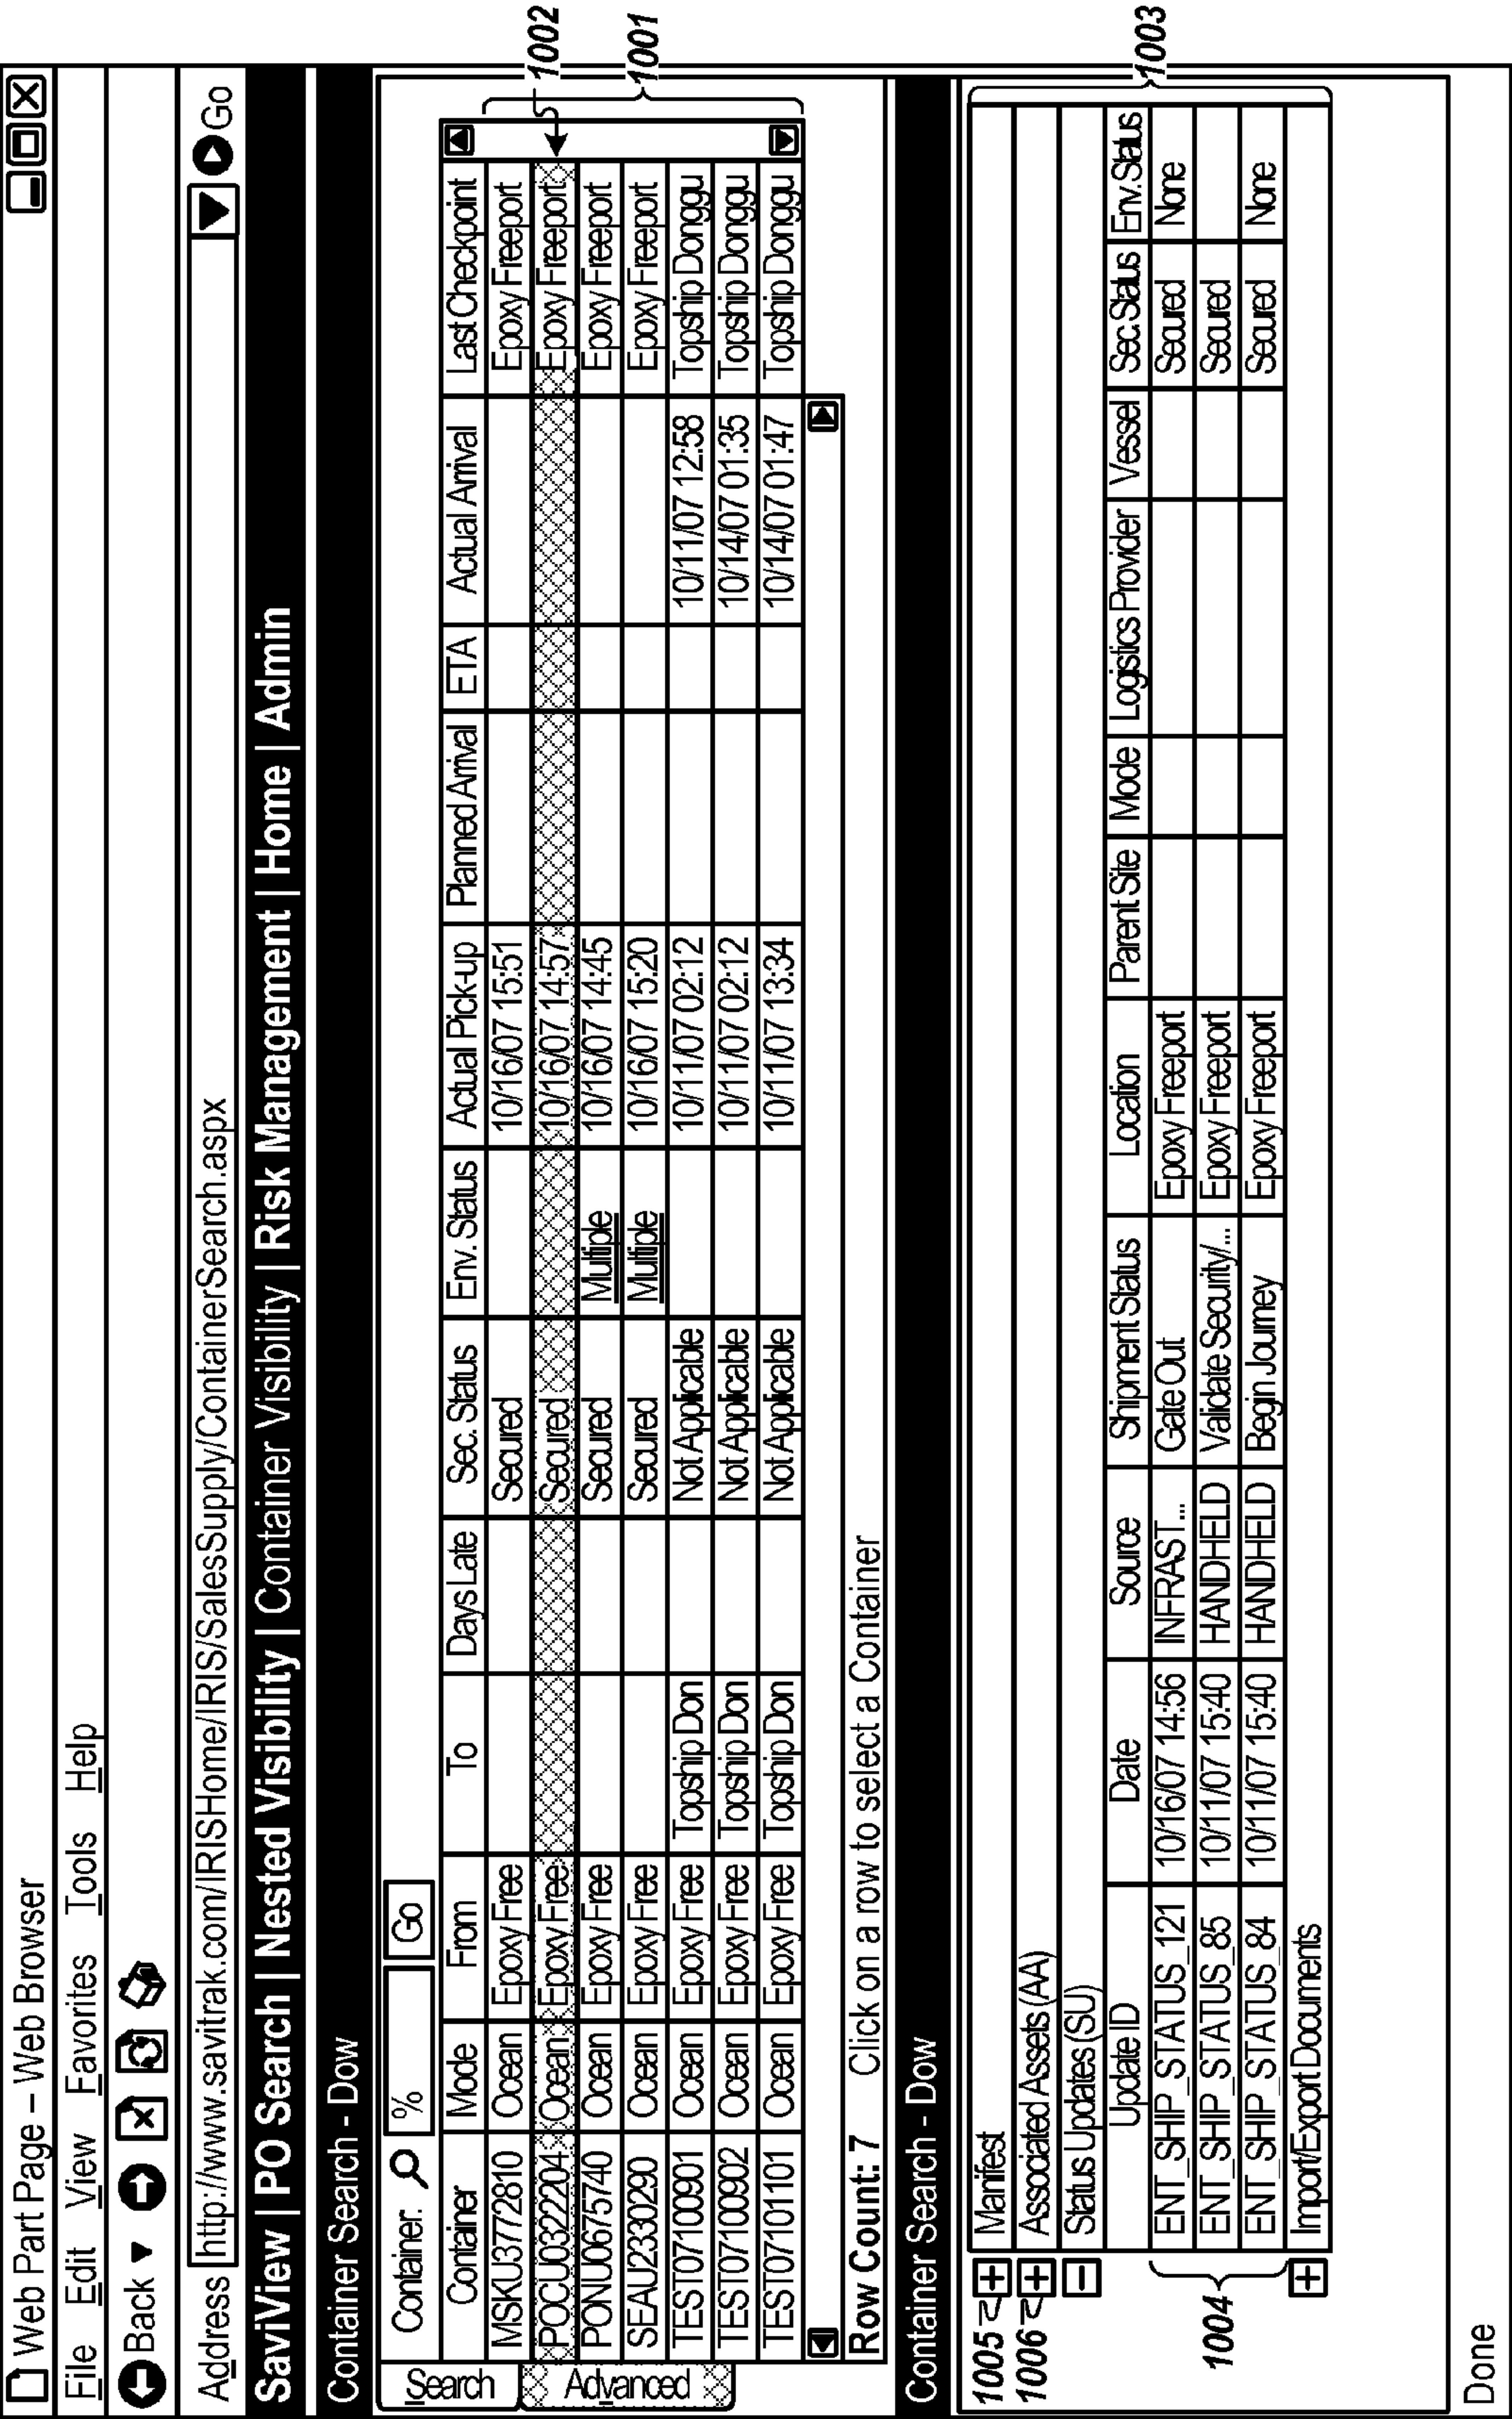 Web Part Page – Web Browser
File Edit View Favorites Tools Help
Back
Address http://www.savitrak.com/IRISHome/IRIS/SalesSupply/ContainerSearch.aspx Go
SaviView | PO Search | Nested Visibility | Container Visibility | Risk Management | Home | Admin
Container Search - Dow
Search
Advanced
Container: % Go
Container Mode From To Days Late Sec. Status Env. Status Actual Pick-up Planned Arrival ETA Actual Arrival Last Checkpoint
MSKU3772810 Ocean Epoxy Free Secured 10/16/07 15:51 Epoxy Freeport
POCU0322204 Ocean Epoxy Free Secured 10/16/07 14:57 Epoxy Freeport 1002
PONU0675740 Ocean Epoxy Free Secured Multiple 10/16/07 14:45 Epoxy Freeport
SEAU2330290 Ocean Epoxy Free Secured Multiple 10/16/07 15:20 Epoxy Freeport 1001
TEST07100901 Ocean Epoxy Free Topship Don Not Applicable 10/11/07 02:12 10/11/07 12:58 Topship Donggu
TEST07100902 Ocean Epoxy Free Topship Don Not Applicable 10/11/07 02:12 10/14/07 01:35 Topship Donggu
TEST07101101 Ocean Epoxy Free Topship Don Not Applicable 10/11/07 13:34 10/14/07 01:47 Topship Donggu
Row Count: 7 Click on a row to select a Container
Container Search - Dow
1005 Manifest
1006 Associated Assets (AA)
Status Updates (SU)
Update ID Date Source Shipment Status Location Parent Site Mode Logistics Provider Vessel Sec.Status Env.Status 1003
ENT_SHIP_STATUS_121 10/16/07 14:56 INFRAST... Gate Out Epoxy Freeport Secured None
1004 ENT_SHIP_STATUS_85 10/11/07 15:40 HANDHELD Validate Security/... Epoxy Freeport Secured
ENT_SHIP_STATUS_84 10/11/07 15:40 HANDHELD Begin Journey Epoxy Freeport Secured None
Import/Export Documents
Done